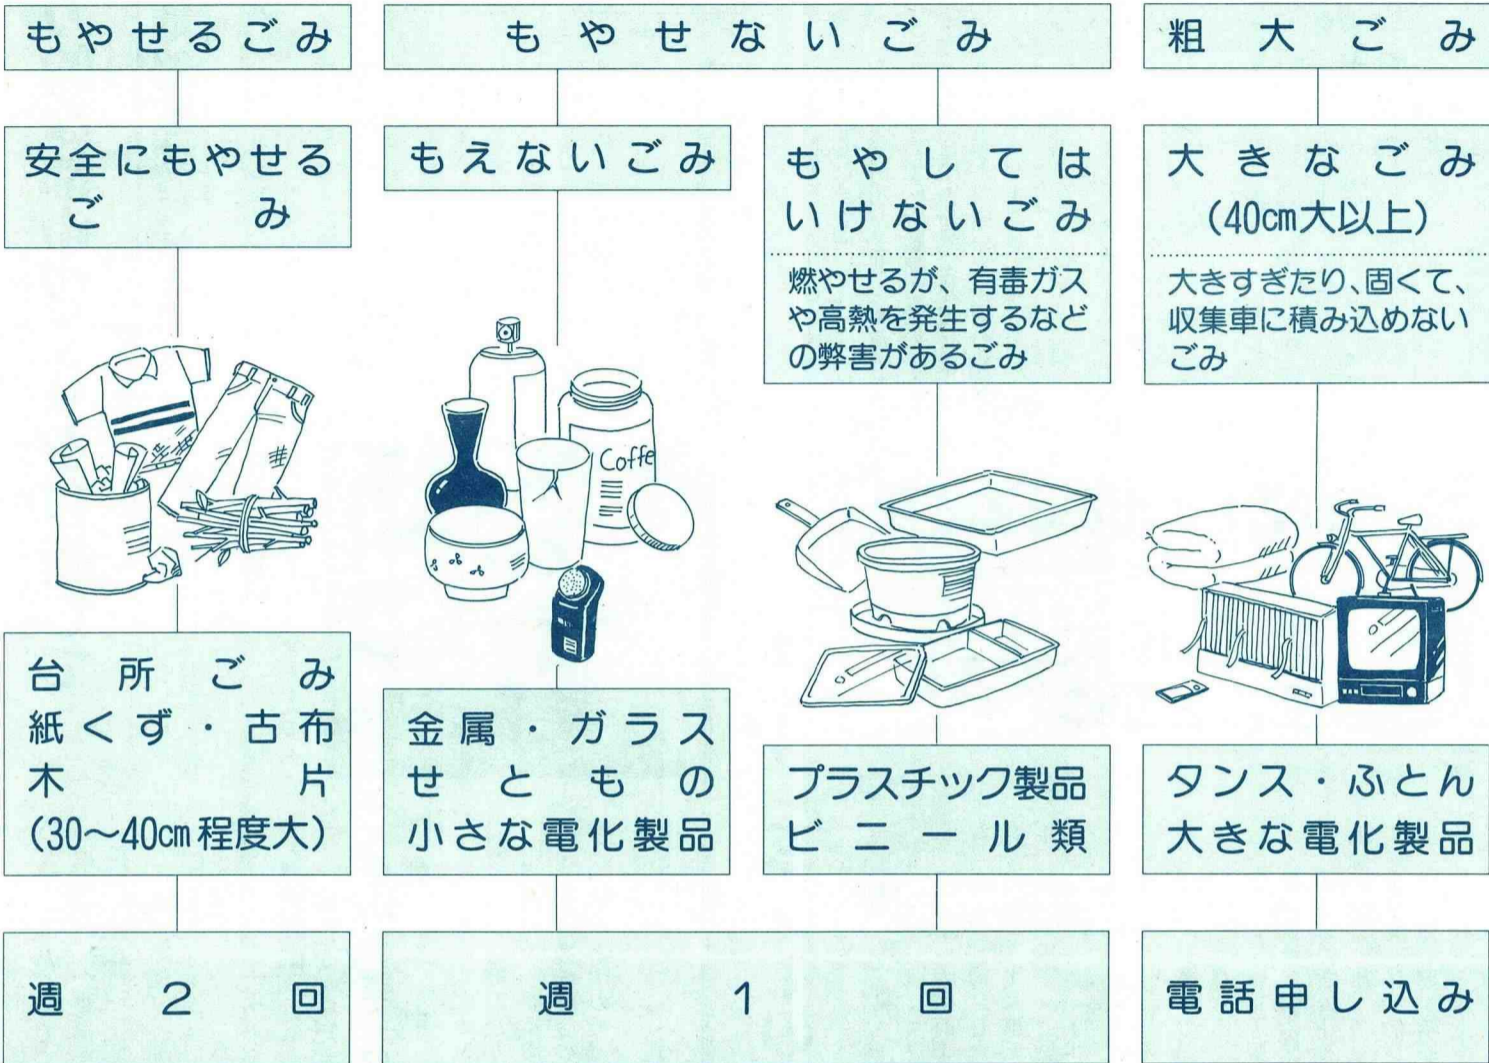 もやせるごみ
もやせないごみ
粗大ごみ
安全にもやせる
ごみ
もえないごみ
もやしては
いけないごみ
燃やせるが、有毒ガス
や高熱を発生するなど
の弊害があるごみ
大きなごみ
(40cm大以上)
大きすぎたり、固くて、
収集車に積み込めない
ごみ
Coffe
台所ごみ
紙くず・古布
木片
(30〜40cm程度大)
金属・ガラス
せともの
小さな電化製品
プラスチック製品
ビニール類
タンス・ふとん
大きな電化製品
週2回
週1回
電話申し込み